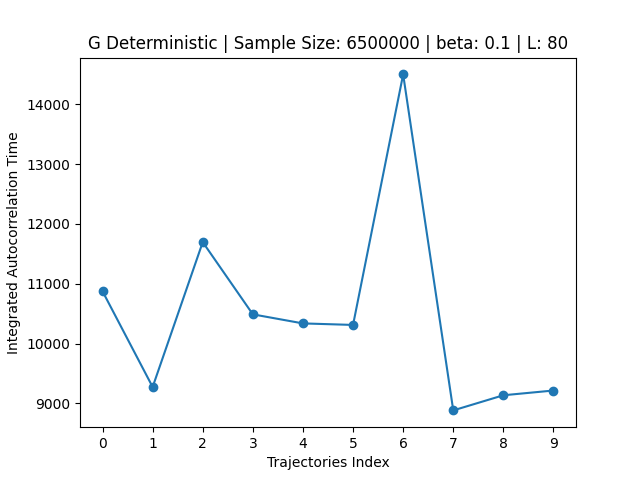 G Deterministic | Sample Size: 6500000 | beta: 0.1 | L: 80
Integrated Autocorrelation Time
14000
13000
12000
11000
10000
9000
0 1 2 3 4 5 6 7 8 9
Trajectories Index